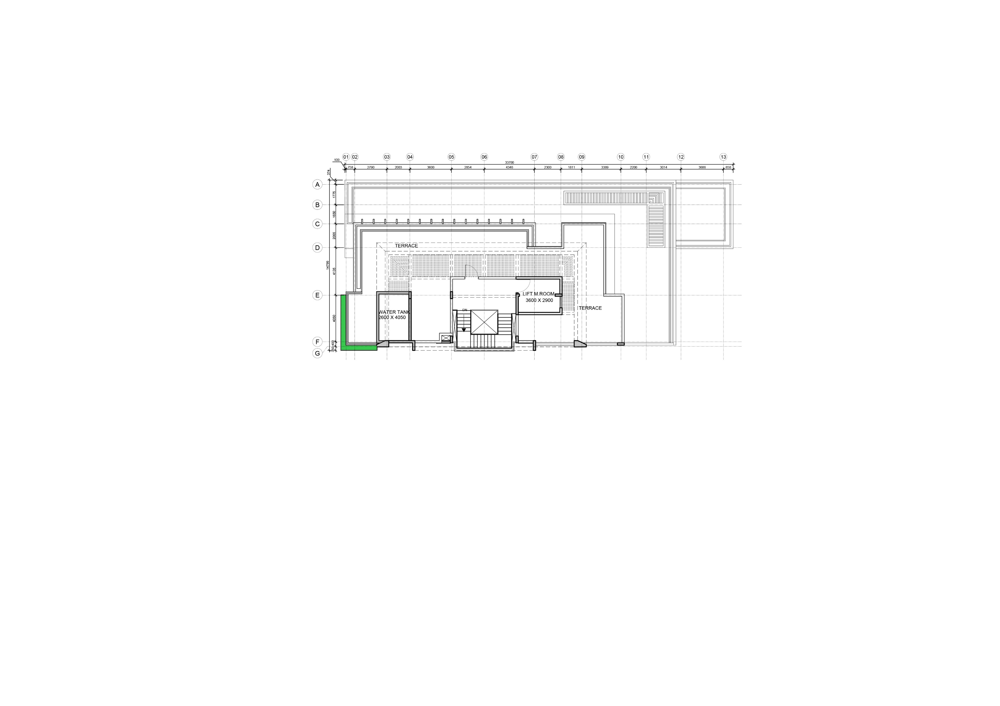 01 02 03 04 05 06 07 08 09 10 11 12 13
100
33700
758 2790 2003 3600 2854 4346 2300 1811 3389 2200 3014 3686 850
374
A
1775
B
1650
C
2065
D
TERRACE
14799
4135
E
LIFT M.ROOM
3600 X 2900
TERRACE
DN
WATER TANK
2600 X 4050
4050
F
400
350
G